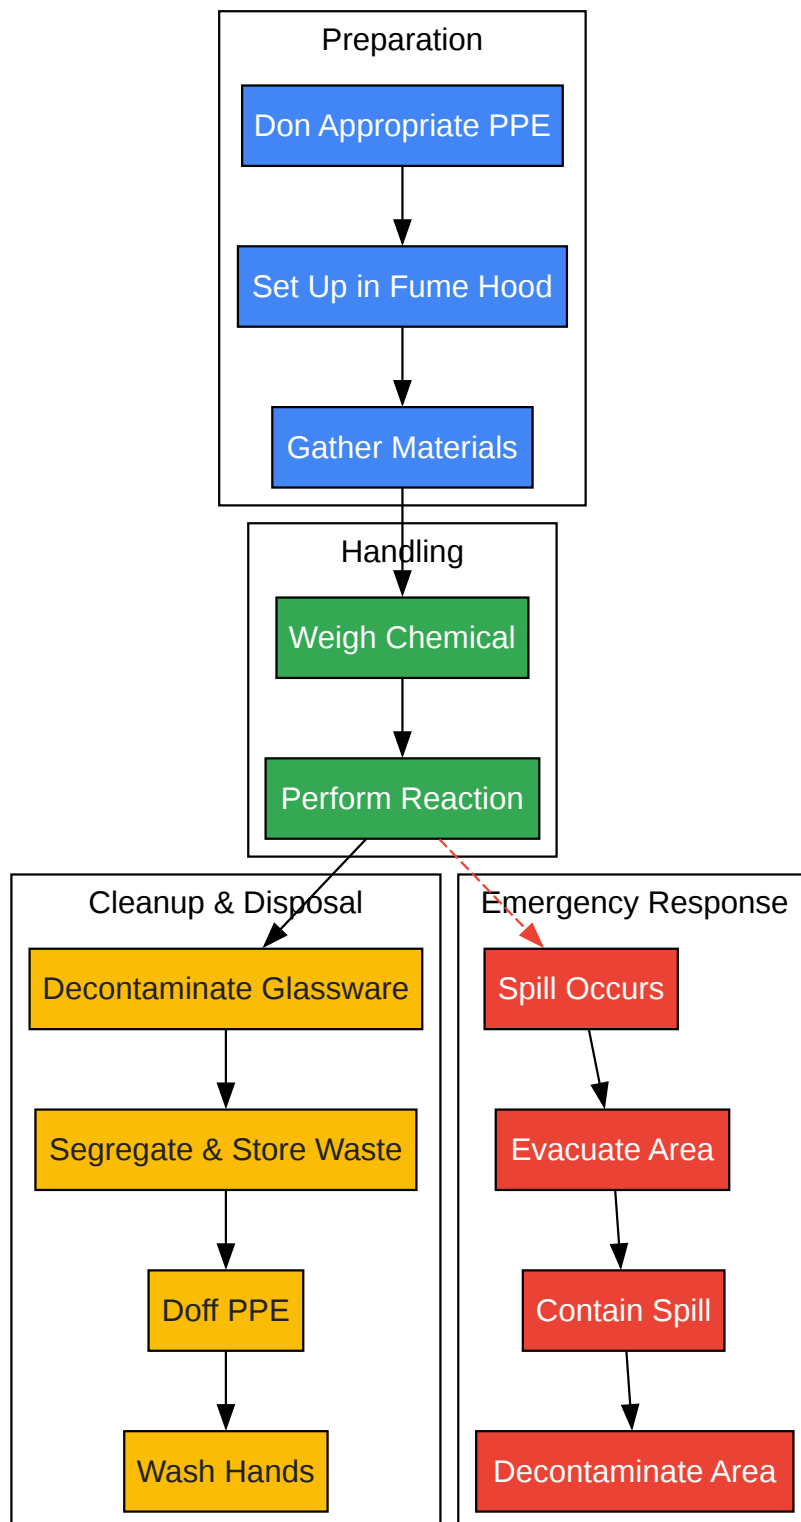 Preparation
Don Appropriate PPE
Set Up in Fume Hood
Gather Materials
Handling
Weigh Chemical
Perform Reaction
Cleanup & Disposal
Decontaminate Glassware
Segregate & Store Waste
Doff PPE
Wash Hands
Emergency Response
Spill Occurs
Evacuate Area
Contain Spill
Decontaminate Area